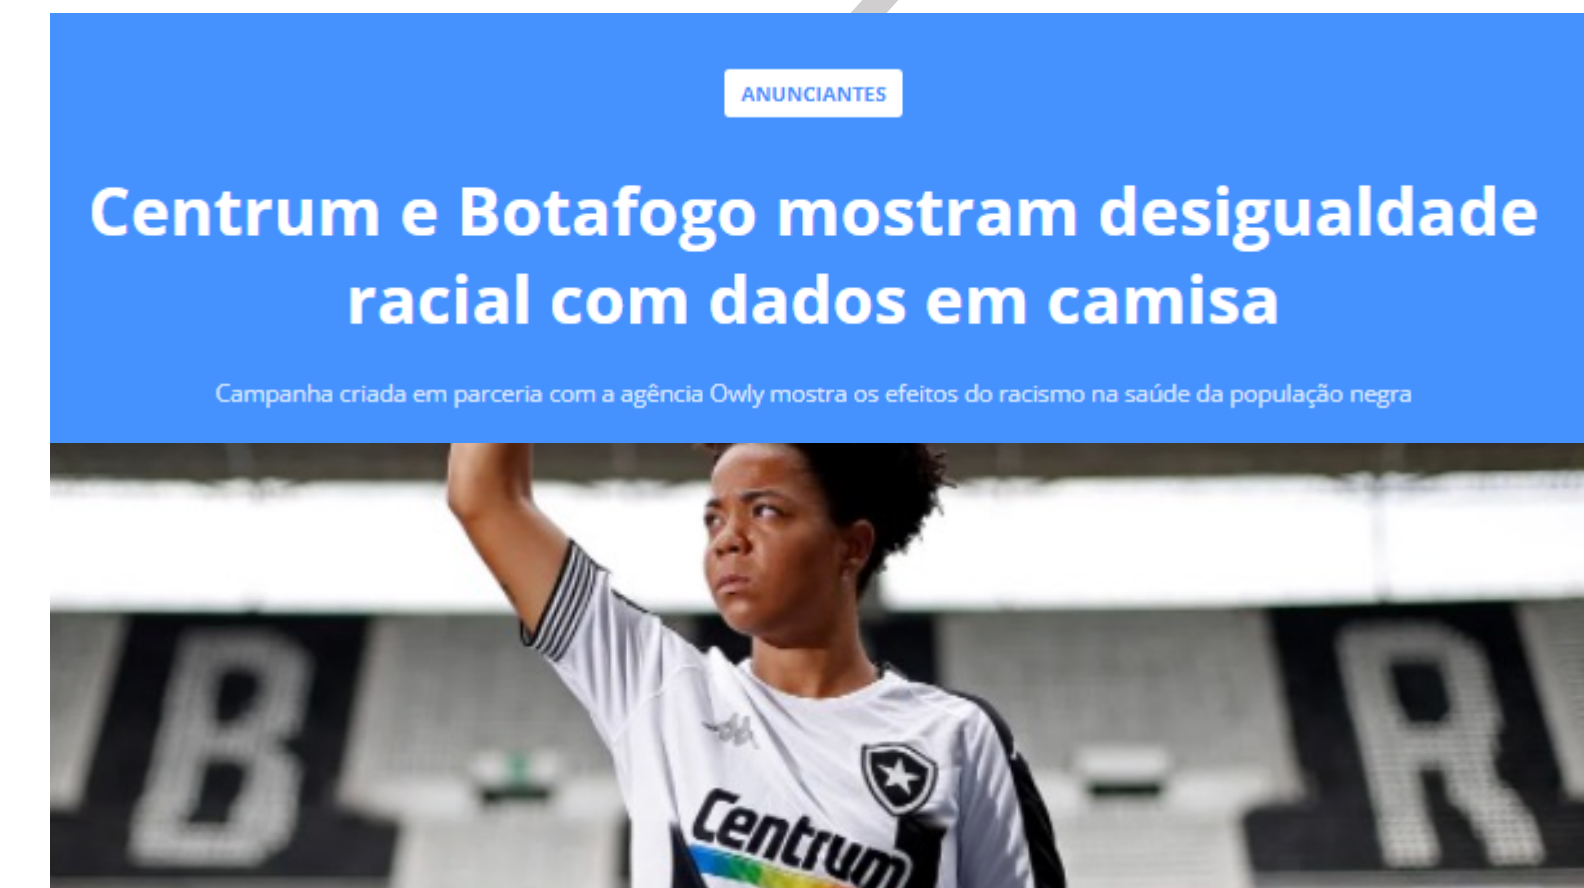 ANUNCIANTES
Centrum e Botafogo mostram desigualdade
racial com dados em camisa
Campanha criada em parceria com a agência Owly mostra os efeitos do racismo na saúde da população negra
B R
Centrum